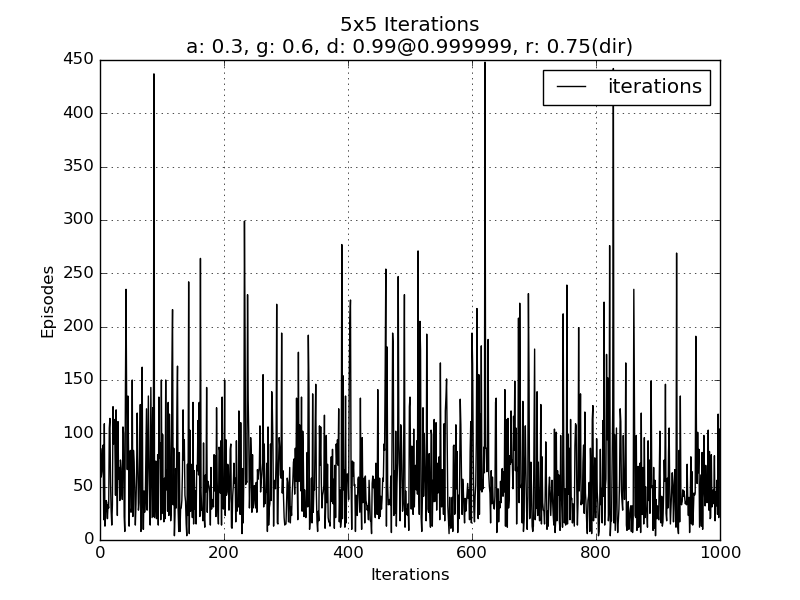 5x5 Iterations
a: 0.3, g: 0.6, d: 0.99@0.999999, r: 0.75(dir)
450
iterations
400
350
300
250
Episodes
200
150
100
50
0
0 200 400 600 800 1000
Iterations